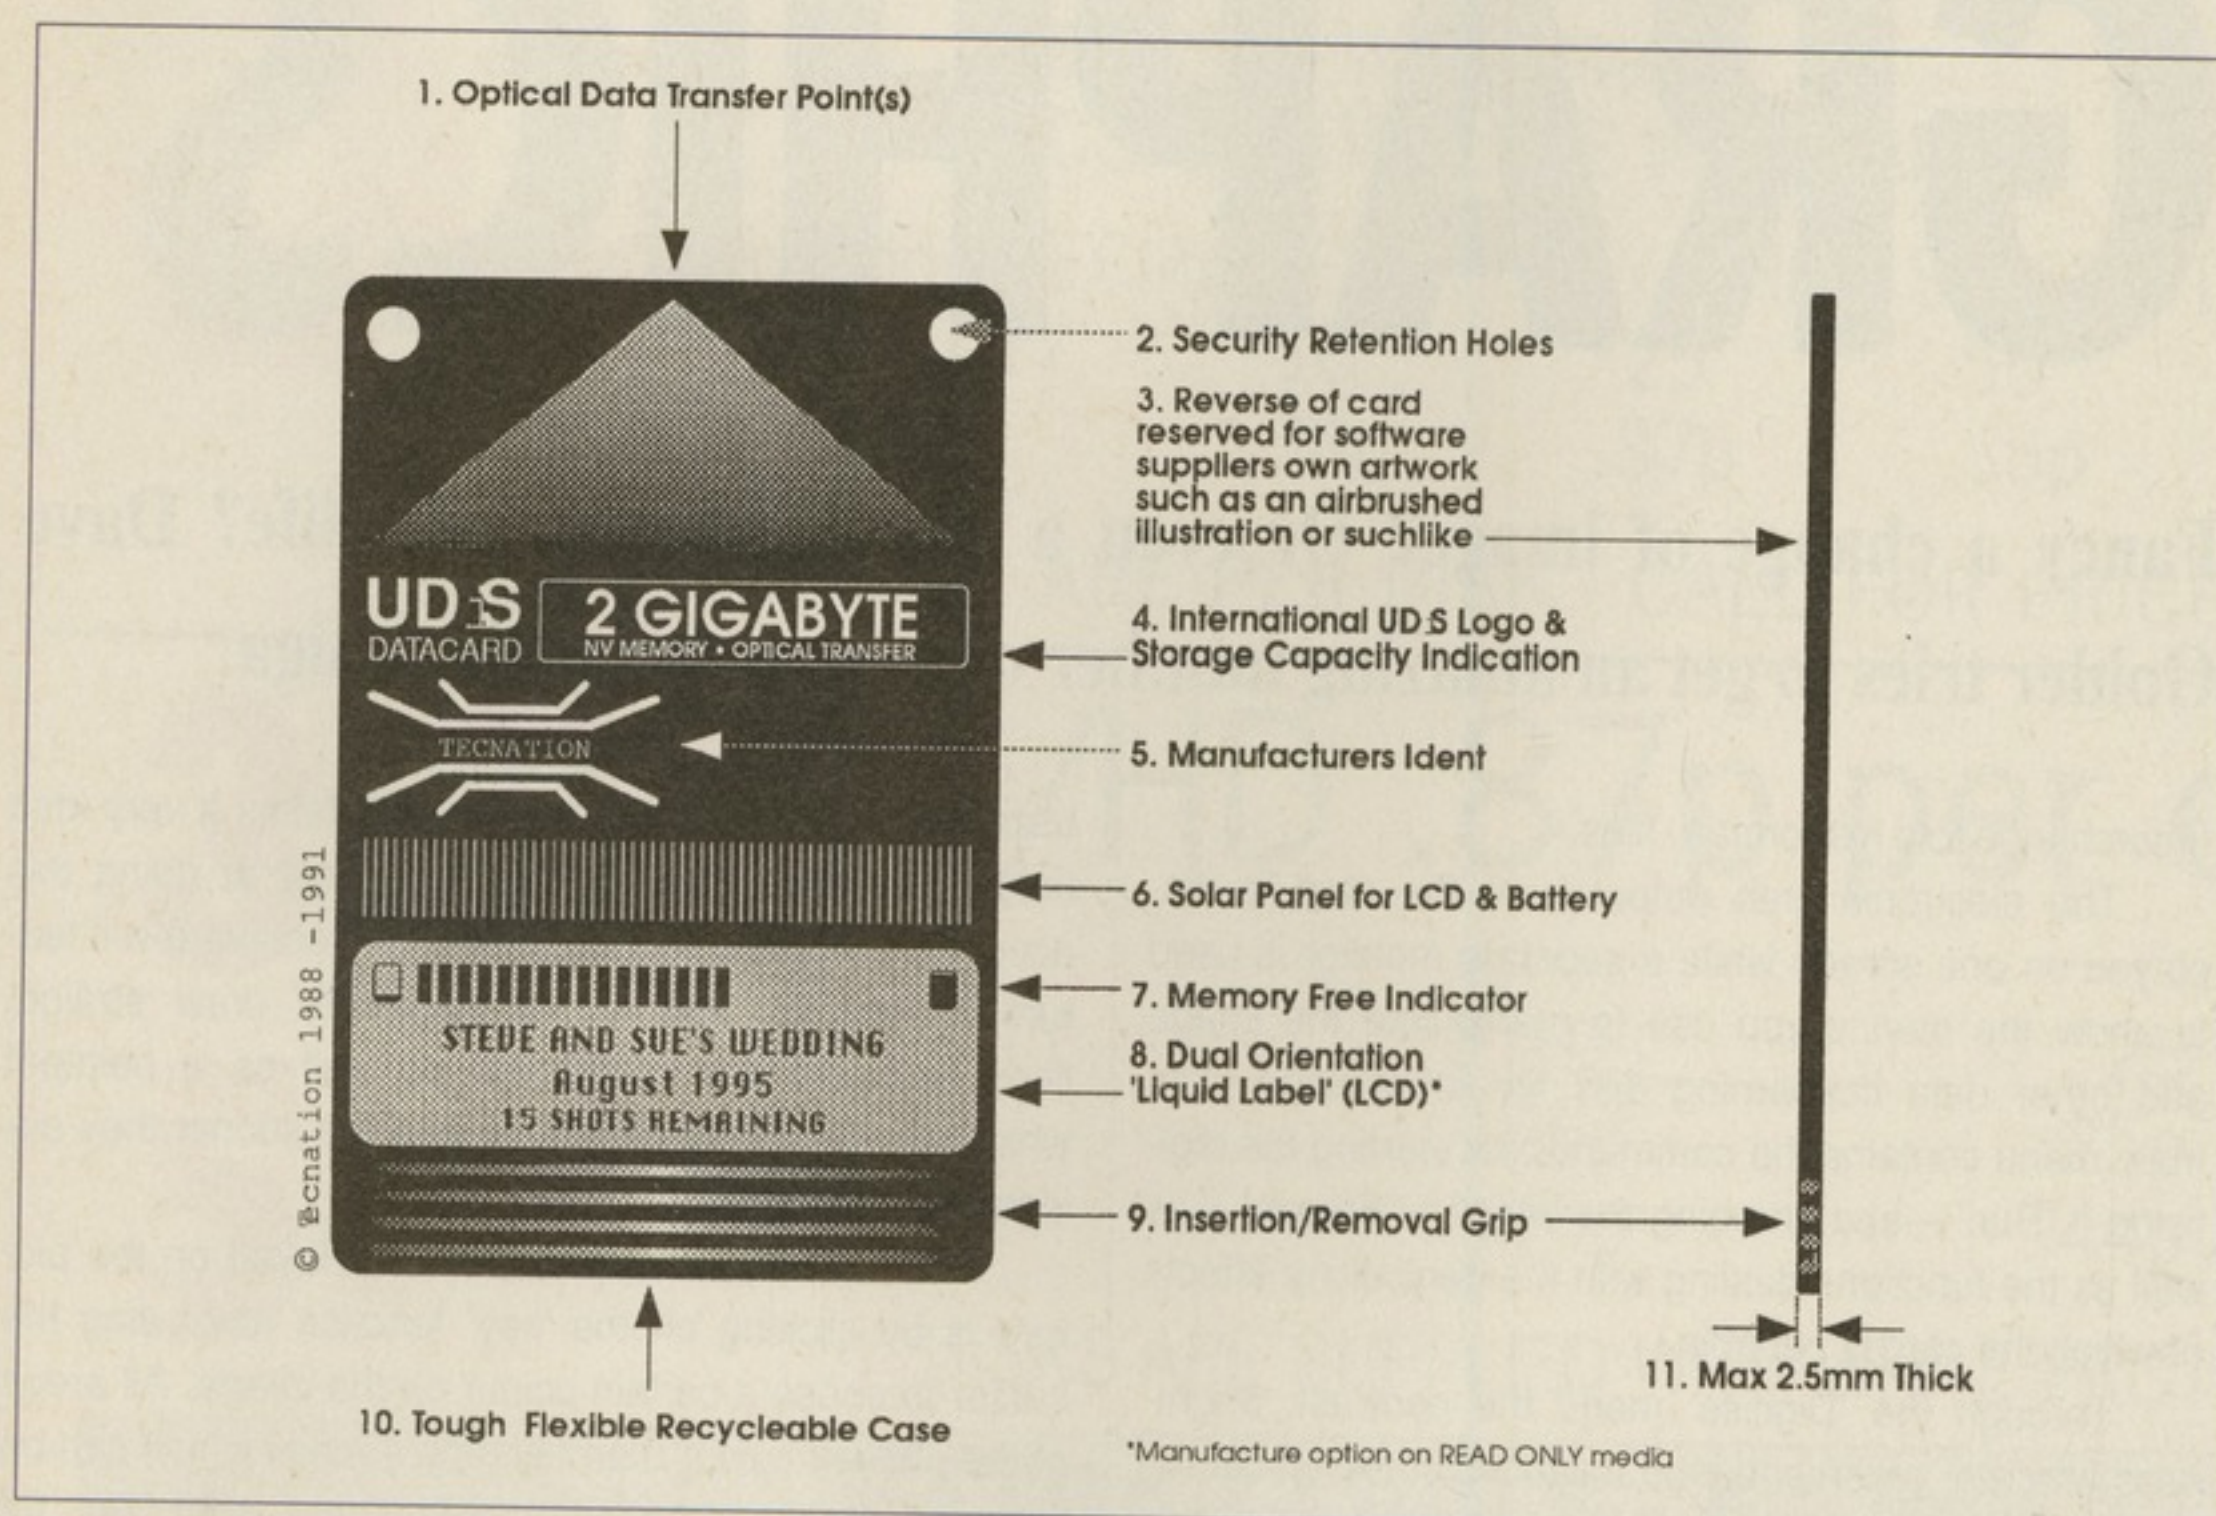 1. Optical Data Transfer Point(s)
2. Security Retention Holes
3. Reverse of card
reserved for software
suppliers own artwork
such as an airbrushed
illustration or suchlike
UDiS
DATACARD
2 GIGABYTE
NV MEMORY • OPTICAL TRANSFER
4. International UDiS Logo &
Storage Capacity Indication
TECNATION
5. Manufacturers Ident
6. Solar Panel for LCD & Battery
7. Memory Free Indicator
STEVE AND SUE'S WEDDING
August 1995
15 SHOTS REMAINING
8. Dual Orientation
'Liquid Label' (LCD)*
9. Insertion/Removal Grip
© Tecnation 1988 -1991
10. Tough Flexible Recycleable Case
11. Max 2.5mm Thick
*Manufacture option on READ ONLY media